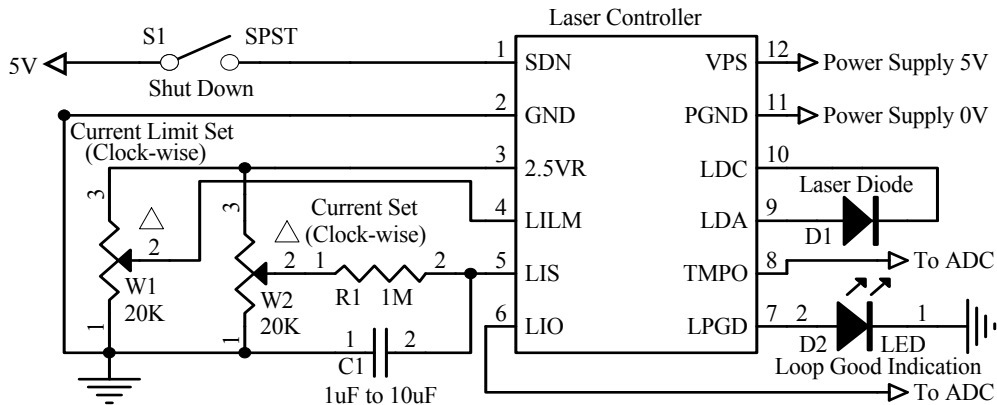 Laser Controller
S1 SPST
5V
Shut Down
1 SDN VPS 12 Power Supply 5V
2 GND PGND 11 Power Supply 0V
Current Limit Set
(Clock-wise)
3 2.5VR LDC 10
Laser Diode
3
3
Current Set
(Clock-wise)
4 LILM LDA 9
D1
2
2 1 2 5 LIS TMPO 8 To ADC
W1
20K
W2
20K
R1 1M
6 LIO LPGD 7 2 1
D2 LED
1
1
1 2
C1
1uF to 10uF
Loop Good Indication
To ADC